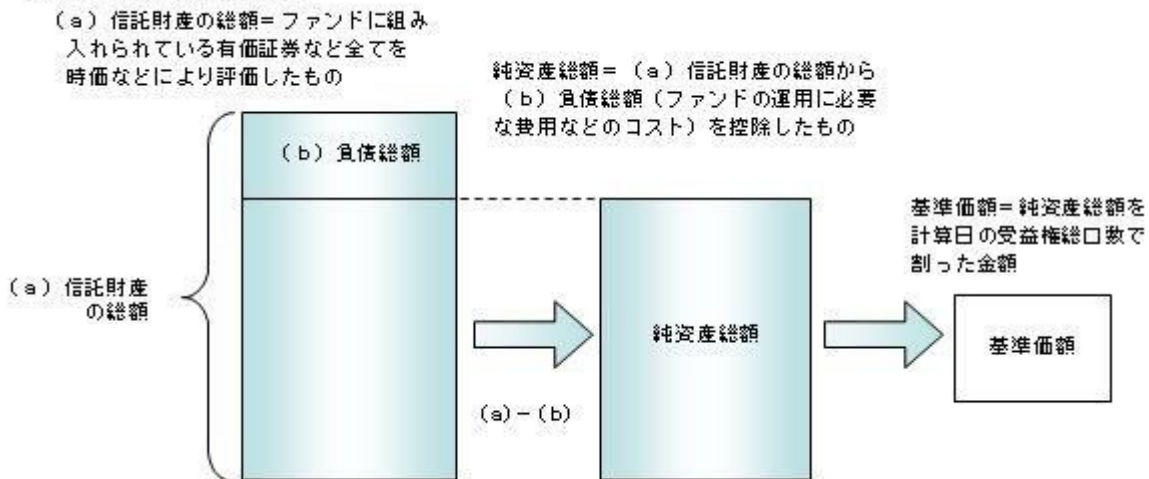 (a)信託財産の総額=ファンドに組み
入れられている有価証券など全てを
時価などにより評価したもの
純資産総額=(a)信託財産の総額から
(b)負債総額(ファンドの運用に必要
な費用などのコスト)を控除したもの
(b)負債総額
基準価額=純資産総額を
計算日の受益権総口数で
割った金額
(a)信託財産
の総額
純資産総額
基準価額
(a)-(b)